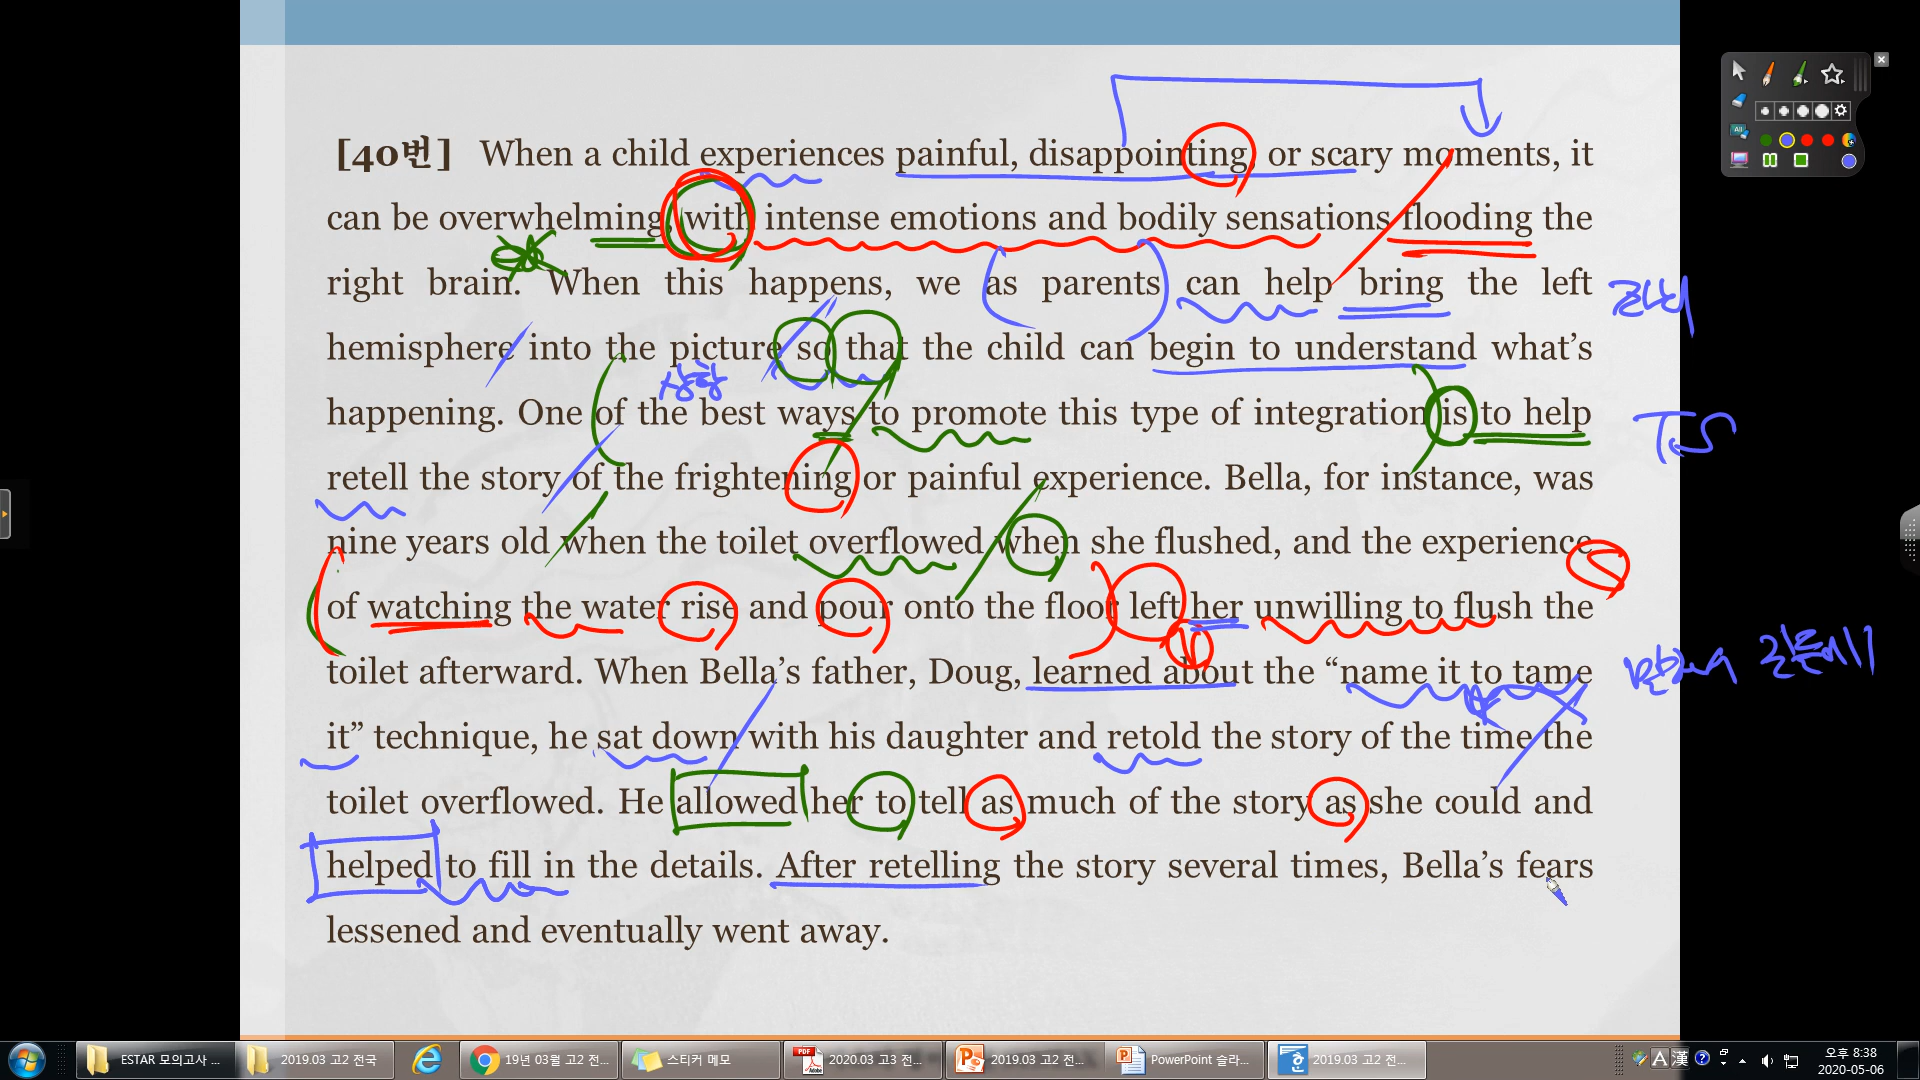 [40번] When a child experiences painful, disappointing, or scary moments, it
can be overwhelming, with intense emotions and bodily sensations flooding the
right brain. When this happens, we as parents can help bring the left
hemisphere into the picture so that the child can begin to understand what's
상황
happening. One of the best ways to promote this type of integration is to help
T.S
retell the story of the frightening or painful experience. Bella, for instance, was
nine years old when the toilet overflowed when she flushed, and the experience
S
of watching the water rise and pour onto the floor left her unwilling to flush the
V
toilet afterward. When Bella's father, Doug, learned about the “name it to tame
it” technique, he sat down with his daughter and retold the story of the time the
toilet overflowed. He allowed her to tell as much of the story as she could and
helped to fill in the details. After retelling the story several times, Bella's fears
lessened and eventually went away.
All
ESTAR 모의고사 ...
2019.03 고2 전국
19년 03월 고2 전...
스티커 메모
2020.03 고3 전...
2019.03 고2 전...
PowerPoint 슬라...
2019.03 고2 전...
A 漢
오후 8:38
2020-05-06